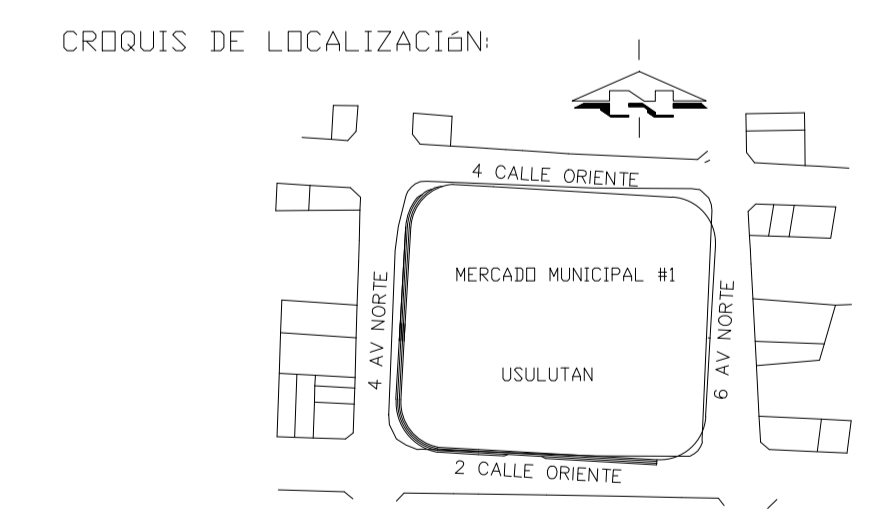 CROQUIS DE LOCALIZACIóN:
N
4 CALLE ORIENTE
MERCADO MUNICIPAL #1
4 AV NORTE
6 AV NORTE
USULUTAN
2 CALLE ORIENTE